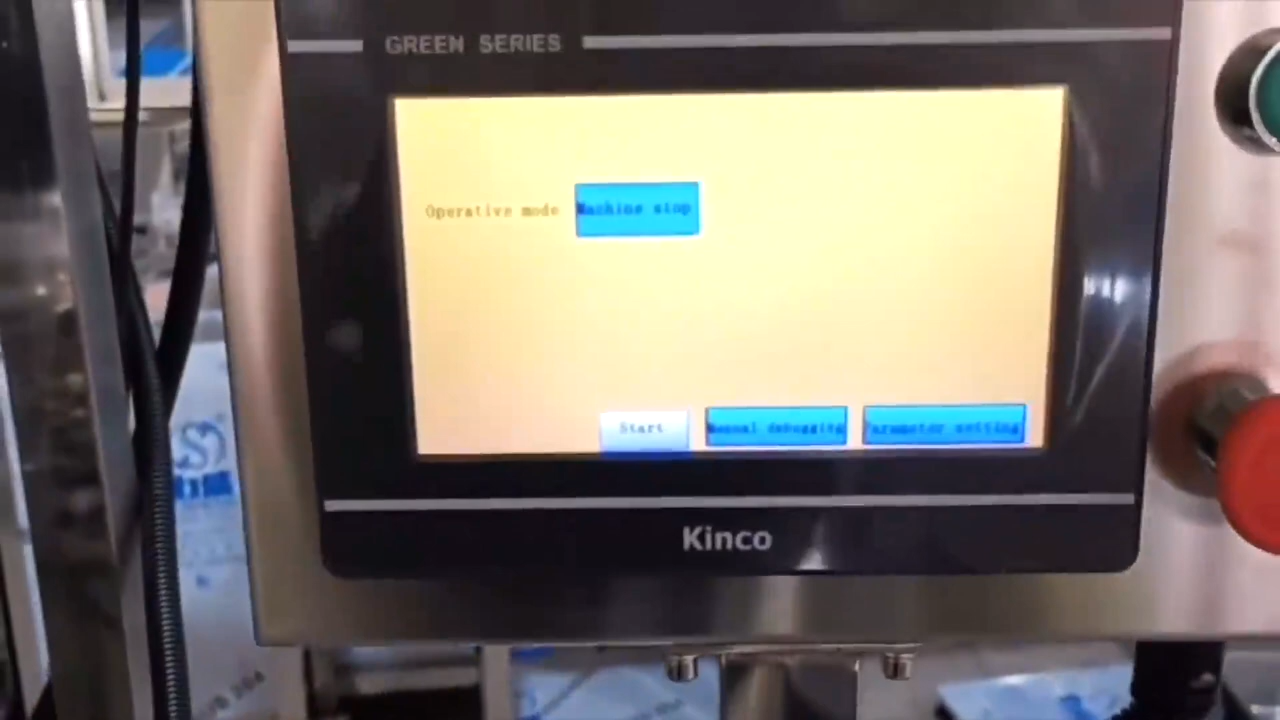 GREEN SERIES
Operative mode
Machine stop
Start
Manual debugging
Parameter setting
Kinco